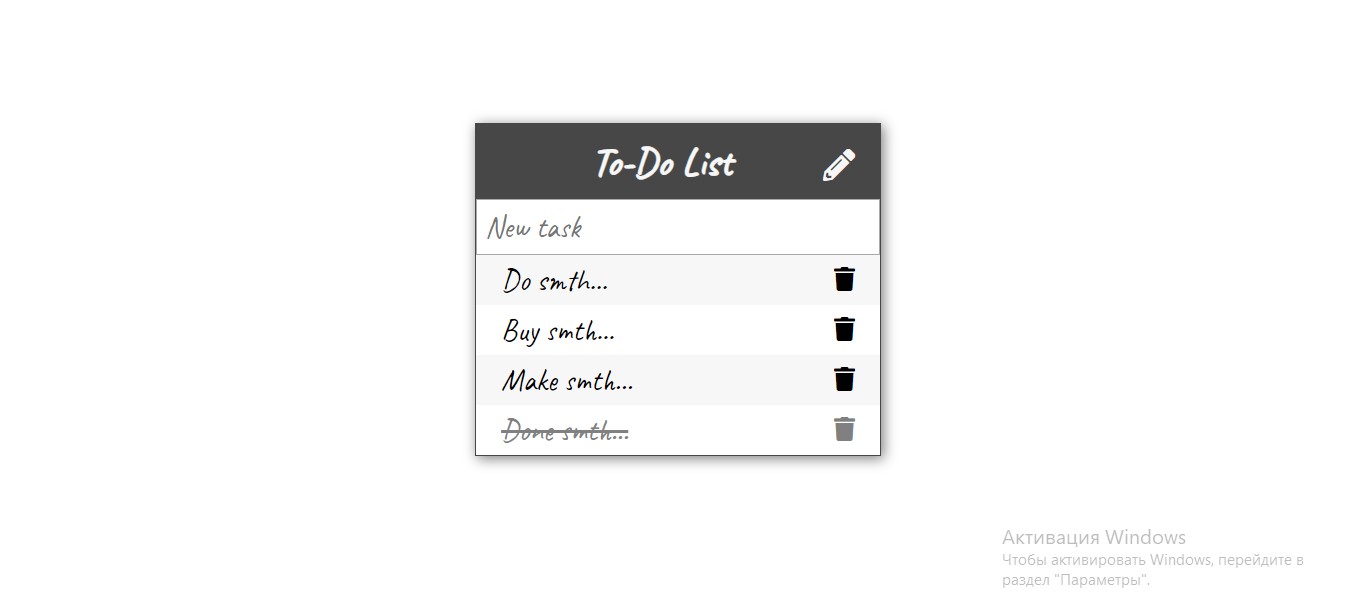 To-Do List
New task
Do smth...
Buy smth...
Make smth...
Done smth...
Активация Windows
Чтобы активировать Windows, перейдите в
раздел "Параметры".